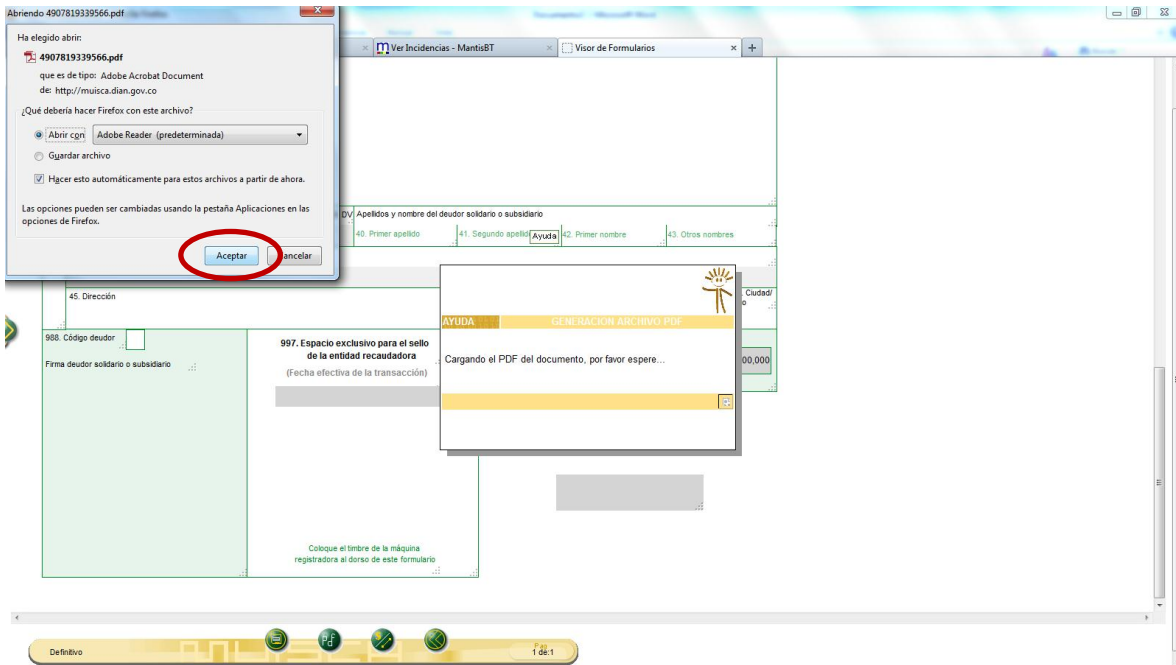 Abriendo 4907819339566.pdf
Ha elegido abrir:
4907819339566.pdf
que es de tipo: Adobe Acrobat Document
de: http://muisca.dian.gov.co
¿Qué debería hacer Firefox con este archivo?
Abrir con Adobe Reader (predeterminada)
Guardar archivo
Hacer esto automáticamente para estos archivos a partir de ahora.
Las opciones pueden ser cambiadas usando la pestaña Aplicaciones en las
opciones de Firefox.
Aceptar
Ver Incidencias - MantisBT
Visor de Formularios
DV Apellidos y nombre del deudor solidario o subsidiario
40. Primer apellido
41. Segundo apellid
Ayuda
42. Primer nombre
43. Otros nombres
45. Dirección
Ciudad/
988. Código deudor
Firma deudor solidario o subsidiario
997. Espacio exclusivo para el sello
de la entidad recaudadora
(Fecha efectiva de la transacción)
AYUDA GENERACION ARCHIVO PDF
Cargando el PDF del documento, por favor espere...
00,000
Coloque el timbre de la máquina
registradora al dorso de este formulario
Definitivo
Pdf
1 de:1